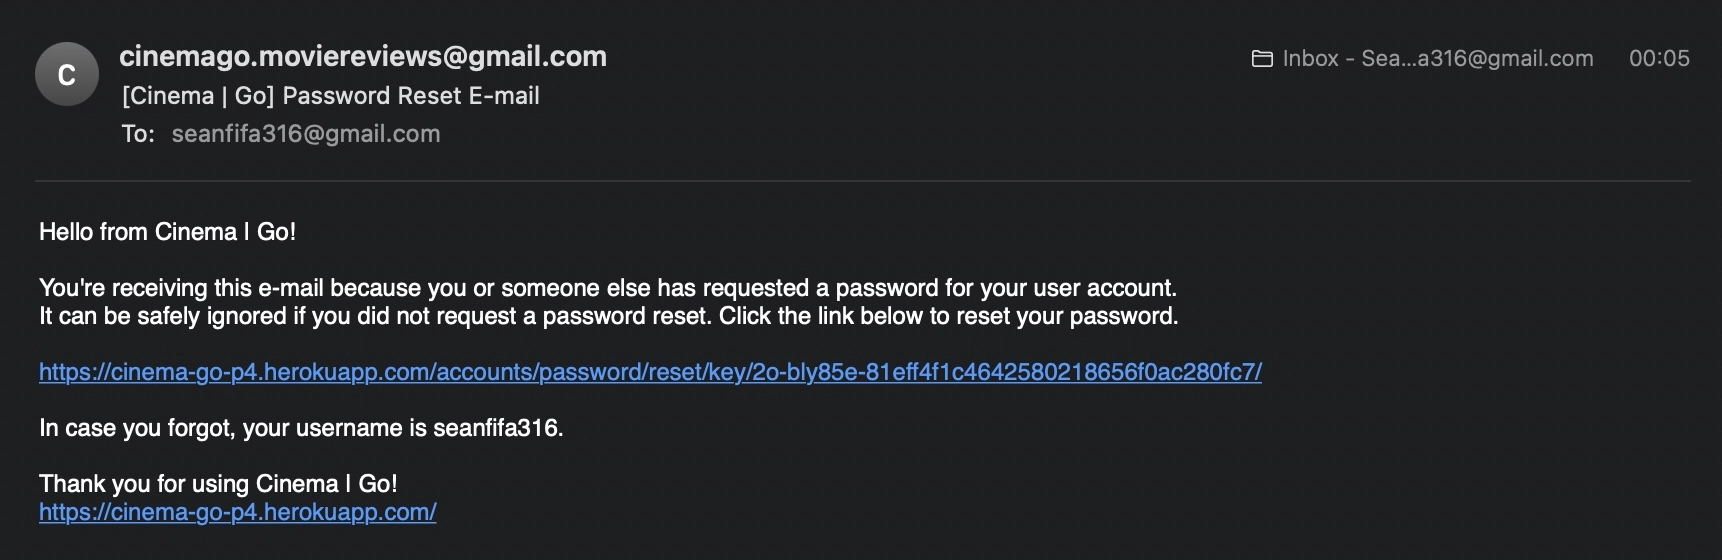 C
cinemago.moviereviews@gmail.com
Inbox - Sea...a316@gmail.com 00:05
[Cinema | Go] Password Reset E-mail
To: seanfifa316@gmail.com
Hello from Cinema | Go!
You're receiving this e-mail because you or someone else has requested a password for your user account.
It can be safely ignored if you did not request a password reset. Click the link below to reset your password.
https://cinema-go-p4.herokuapp.com/accounts/password/reset/key/2o-bly85e-81eff4f1c4642580218656f0ac280fc7/
In case you forgot, your username is seanfifa316.
Thank you for using Cinema | Go!
https://cinema-go-p4.herokuapp.com/